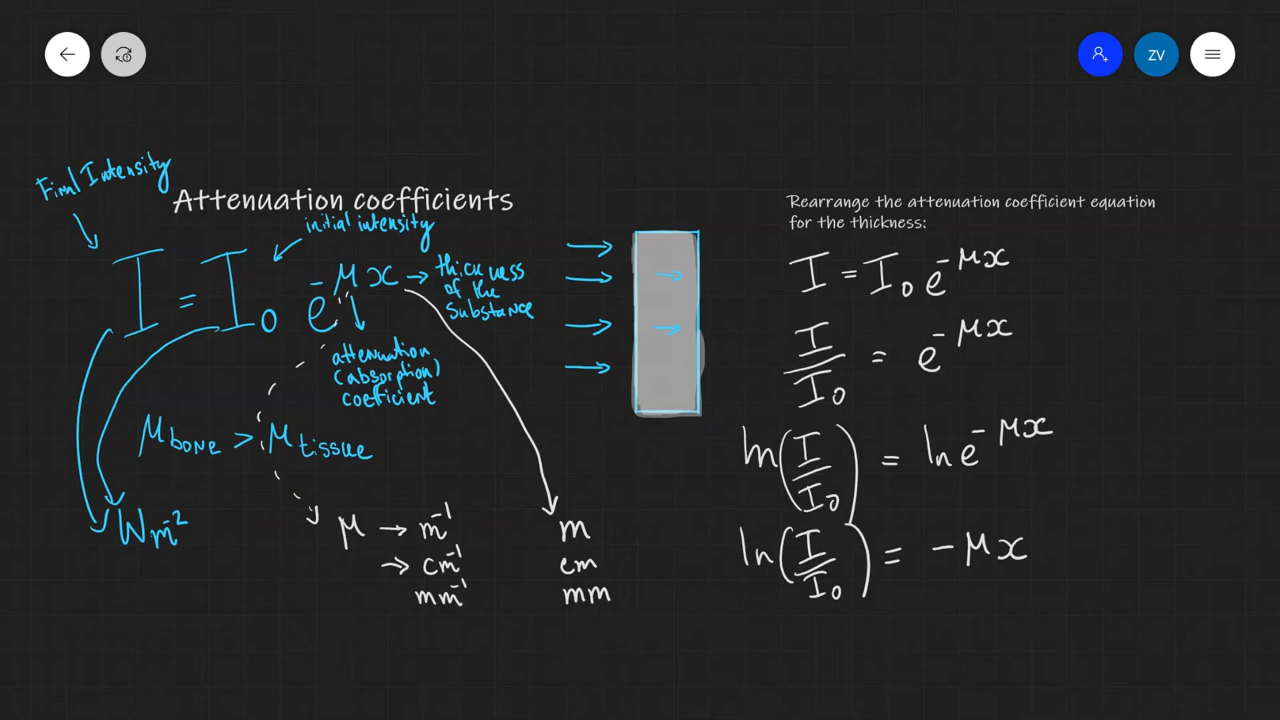 ZV
Final Intensity
Attenuation coefficients
initial intensity
I = I₀ e^-μx
→ thickness
of the
substance
attenuation
(absorption)
coefficient
μ bone > μ tissue
Wm⁻²
μ → m⁻¹
→ cm⁻¹
mm⁻¹
m
cm
mm
Rearrange the attenuation coefficient equation
for the thickness:
I = I₀ e^-μx
I/I₀ = e^-μx
ln(I/I₀) = ln e^-μx
ln(I/I₀) = -μx